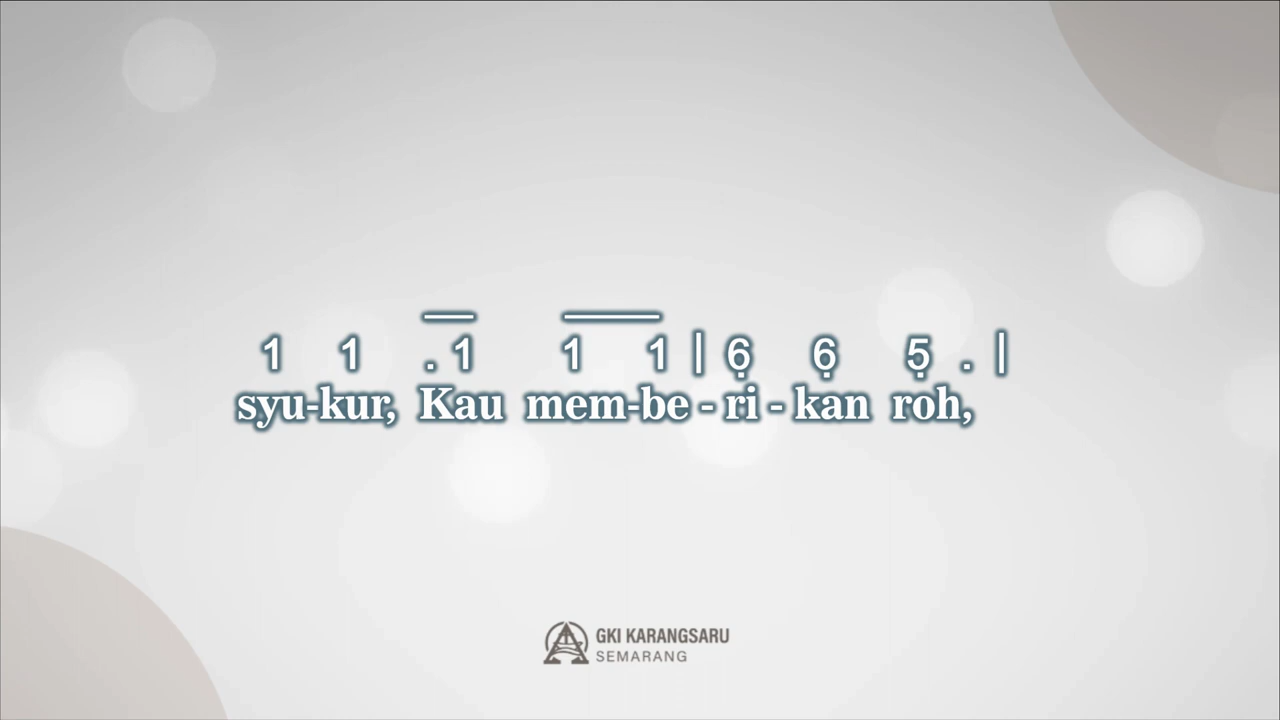 1 1 . 1 1 1 | 6̣ 6̣ 5̣ . |
syu-kur, Kau mem-be - ri - kan roh,
GKI KARANGSARU
SEMARANG